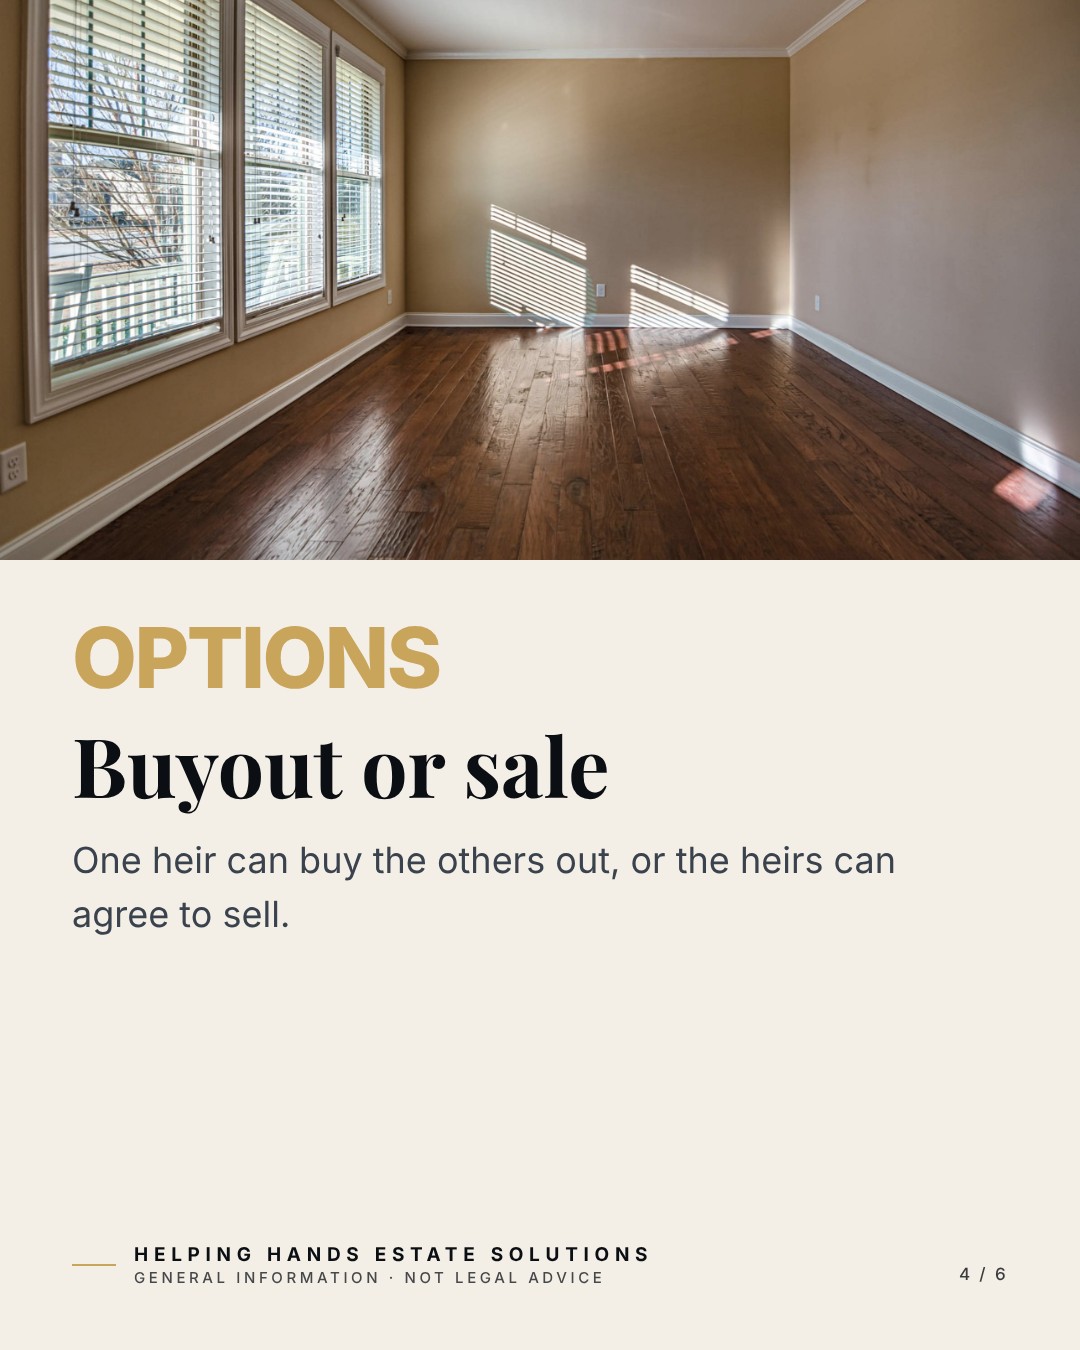 OPTIONS
Buyout or sale
One heir can buy the others out, or the heirs can
agree to sell.
HELPING HANDS ESTATE SOLUTIONS
GENERAL INFORMATION · NOT LEGAL ADVICE
4 / 6